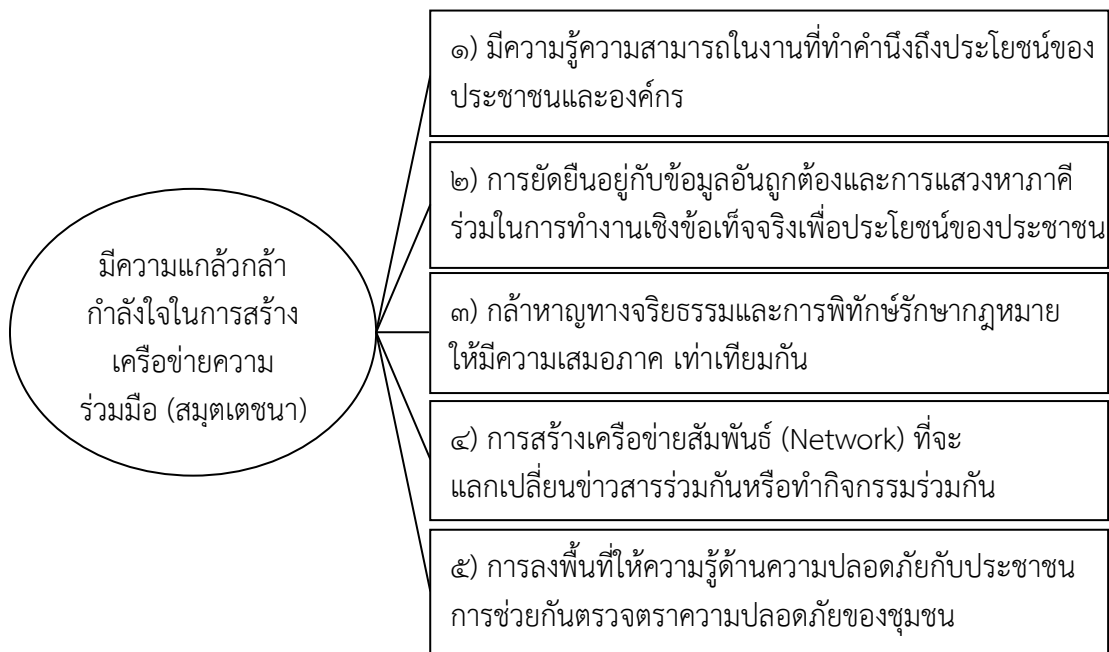 มีความแกล้วกล้า
กำลังใจในการสร้าง
เครือข่ายความ
ร่วมมือ (สมุตเตชนา)
๑) มีความรู้ความสามารถในงานที่ทำคำนึงถึงประโยชน์ของ
ประชาชนและองค์กร
๒) การยัดยืนอยู่กับข้อมูลอันถูกต้องและการแสวงหาภาคี
ร่วมในการทำงานเชิงข้อเท็จจริงเพื่อประโยชน์ของประชาชน
๓) กล้าหาญทางจริยธรรมและการพิทักษ์รักษากฎหมาย
ให้มีความเสมอภาค เท่าเทียมกัน
๔) การสร้างเครือข่ายสัมพันธ์ (Network) ที่จะ
แลกเปลี่ยนข่าวสารร่วมกันหรือทำกิจกรรมร่วมกัน
๕) การลงพื้นที่ให้ความรู้ด้านความปลอดภัยกับประชาชน
การช่วยกันตรวจตราความปลอดภัยของชุมชน